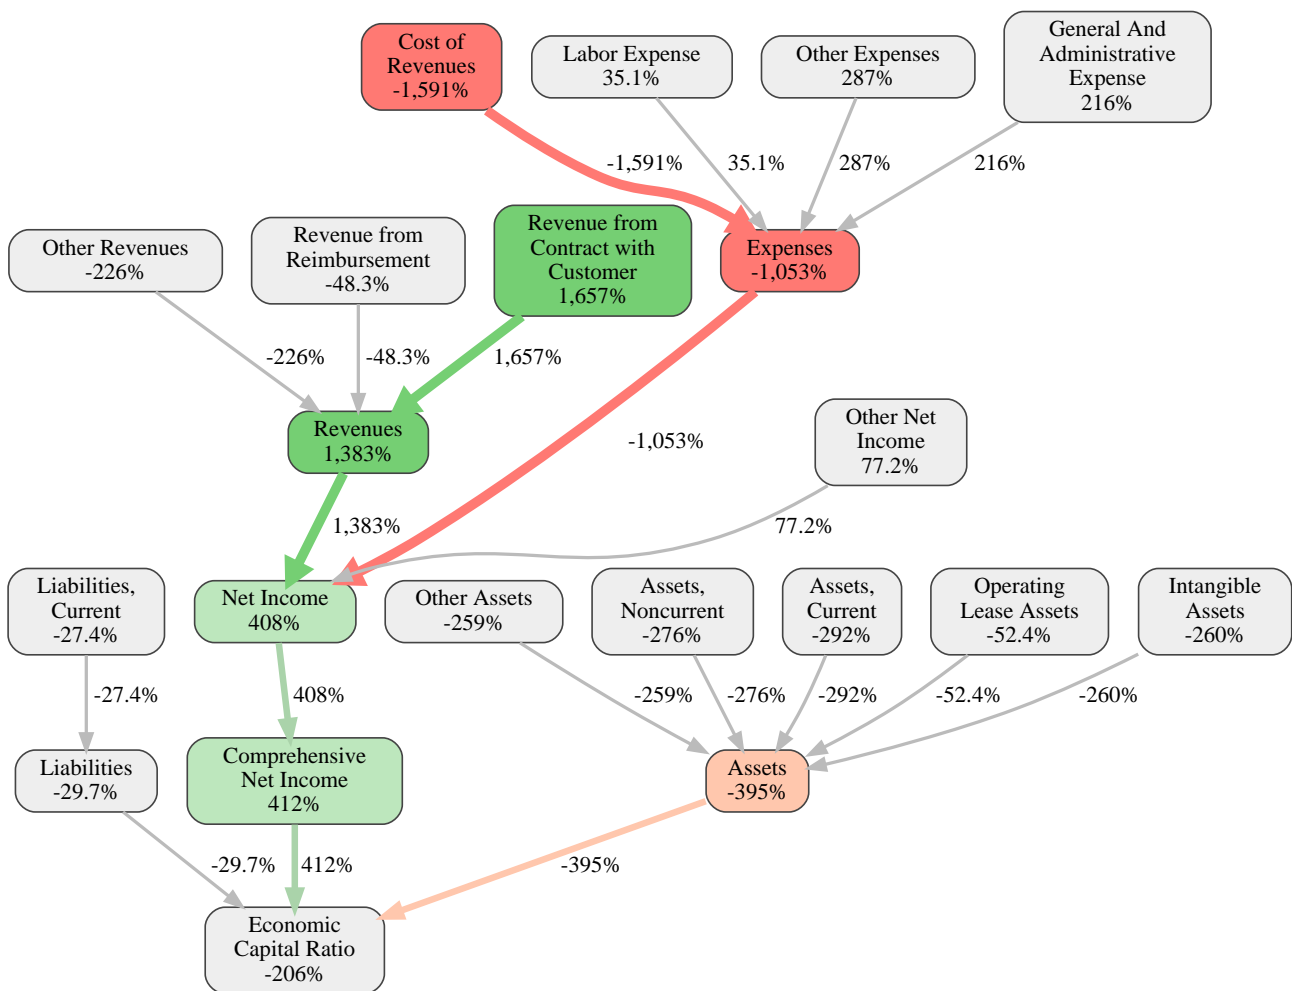 Cost of
Revenues
-1,591%
Labor Expense
35.1%
Other Expenses
287%
General And
Administrative
Expense
216%
-1,591%
35.1%
287%
216%
Other Revenues
-226%
Revenue from
Reimbursement
-48.3%
Revenue from
Contract with
Customer
1,657%
Expenses
-1,053%
-226%
-48.3%
1,657%
Revenues
1,383%
-1,053%
Other Net
Income
77.2%
1,383%
77.2%
Liabilities,
Current
-27.4%
Net Income
408%
Other Assets
-259%
Assets,
Noncurrent
-276%
Assets,
Current
-292%
Operating
Lease Assets
-52.4%
Intangible
Assets
-260%
-27.4%
408%
-259%
-276%
-292%
-52.4%
-260%
Liabilities
-29.7%
Comprehensive
Net Income
412%
Assets
-395%
-29.7%
412%
-395%
Economic
Capital Ratio
-206%